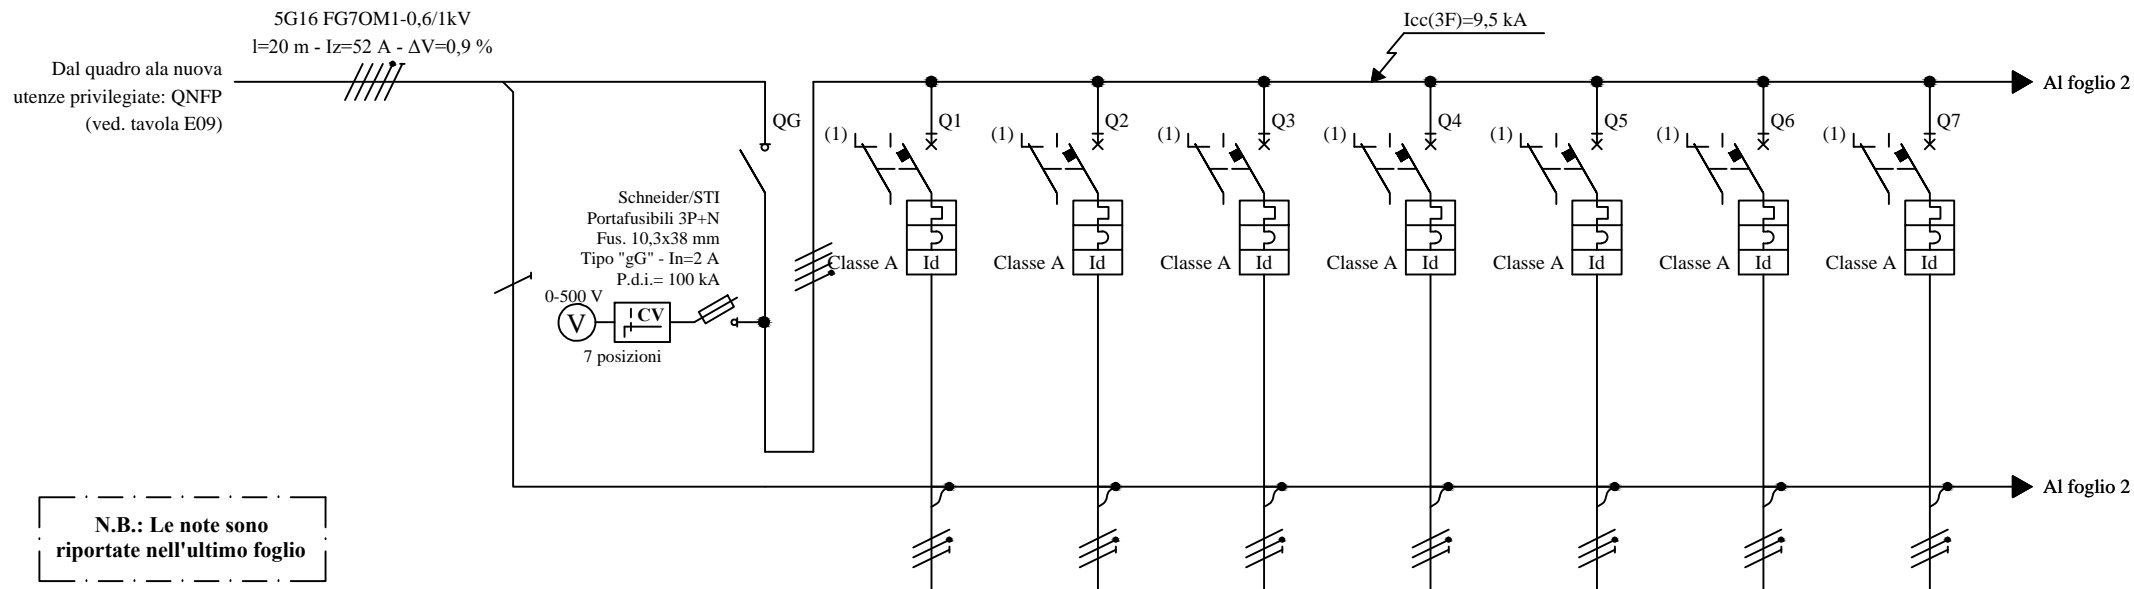 5G16 FG7OM1-0,6/1kV
l=20 m - Iz=52 A - ΔV=0,9 %
Dal quadro ala nuova
utenze privilegiate: QNFP
(ved. tavola E09)
Icc(3F)=9,5 kA
Al foglio 2
QG
(1) Q1 (1) Q2 (1) Q3 (1) Q4 (1) Q5 (1) Q6 (1) Q7
Schneider/STI
Portafusibili 3P+N
Fus. 10,3x38 mm
Tipo "gG" - In=2 A
P.d.i.= 100 kA
Classe A Id Classe A Id Classe A Id Classe A Id Classe A Id Classe A Id Classe A Id
0-500 V
V CV
7 posizioni
Al foglio 2
N.B.: Le note sono
riportate nell'ultimo foglio